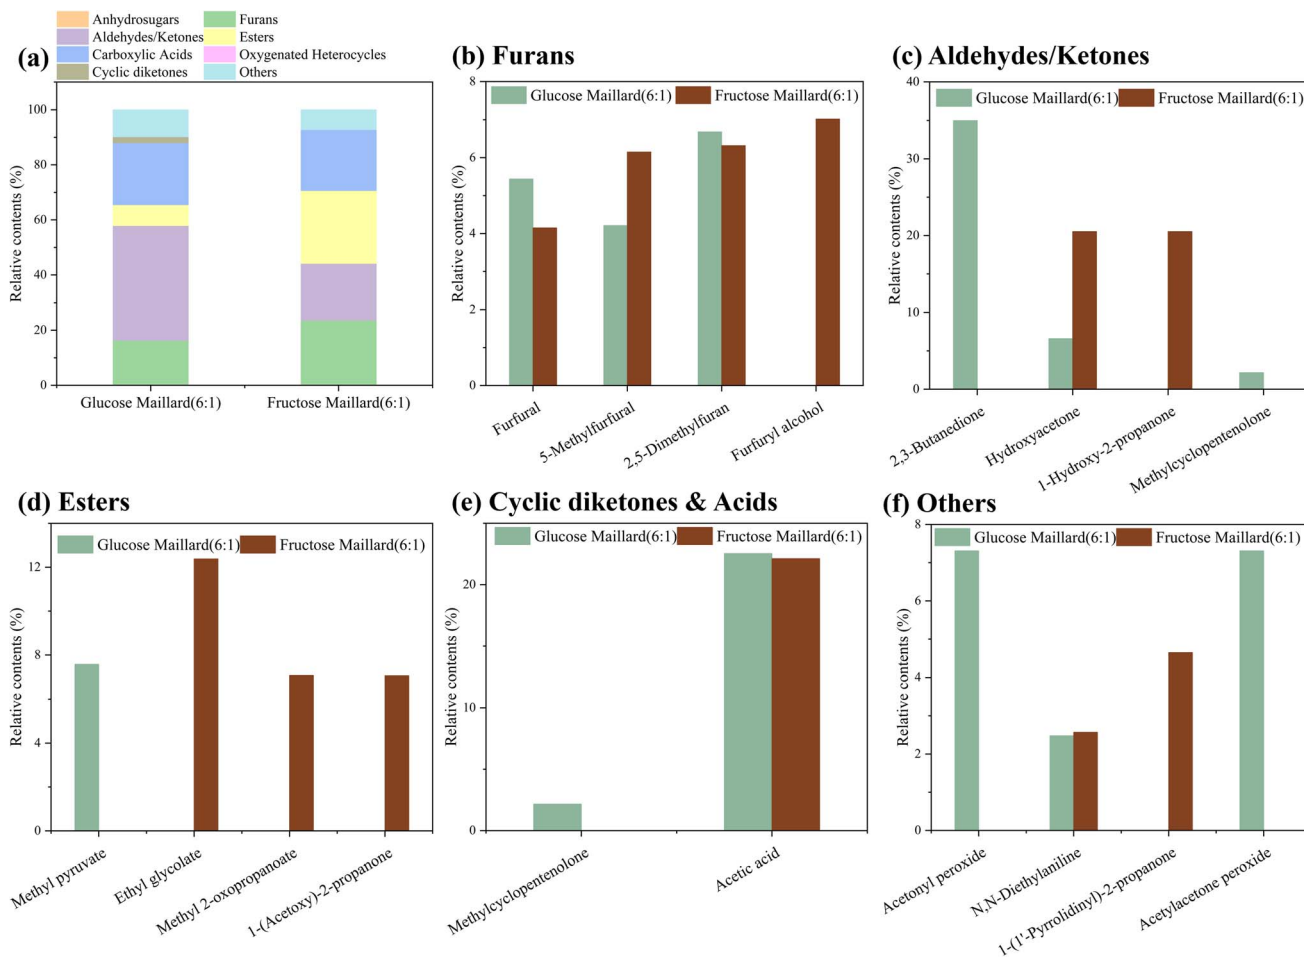 Anhydrosugars
Furans
Aldehydes/Ketones
Esters
(a)
Carboxylic Acids
Oxygenated Heterocycles
Cyclic diketones
Others
Relative contents (%)
100
80
60
40
20
0
Glucose Maillard(6:1)
Fructose Maillard(6:1)
(b) Furans
Glucose Maillard(6:1)
Fructose Maillard(6:1)
Relative contents (%)
8
6
4
2
0
Furfural
5-Methylfurfural
2,5-Dimethylfuran
Furfuryl alcohol
(c) Aldehydes/Ketones
Glucose Maillard(6:1)
Fructose Maillard(6:1)
Relative contents (%)
40
30
20
10
0
2,3-Butanedione
Hydroxyacetone
1-Hydroxy-2-propanone
Methylcyclopentenolone
(d) Esters
Glucose Maillard(6:1)
Fructose Maillard(6:1)
Relative contents (%)
12
8
4
0
Methyl pyruvate
Ethyl glycolate
Methyl 2-oxopropanoate
1-(Acetoxy)-2-propanone
(e) Cyclic diketones & Acids
Glucose Maillard(6:1)
Fructose Maillard(6:1)
Relative contents (%)
20
10
0
Methylcyclopentenolone
Acetic acid
(f) Others
Glucose Maillard(6:1)
Fructose Maillard(6:1)
Relative contents (%)
8
6
4
2
0
Acetonyl peroxide
N,N-Diethylaniline
1-(1'-Pyrrolidinyl)-2-propanone
Acetylacetone peroxide